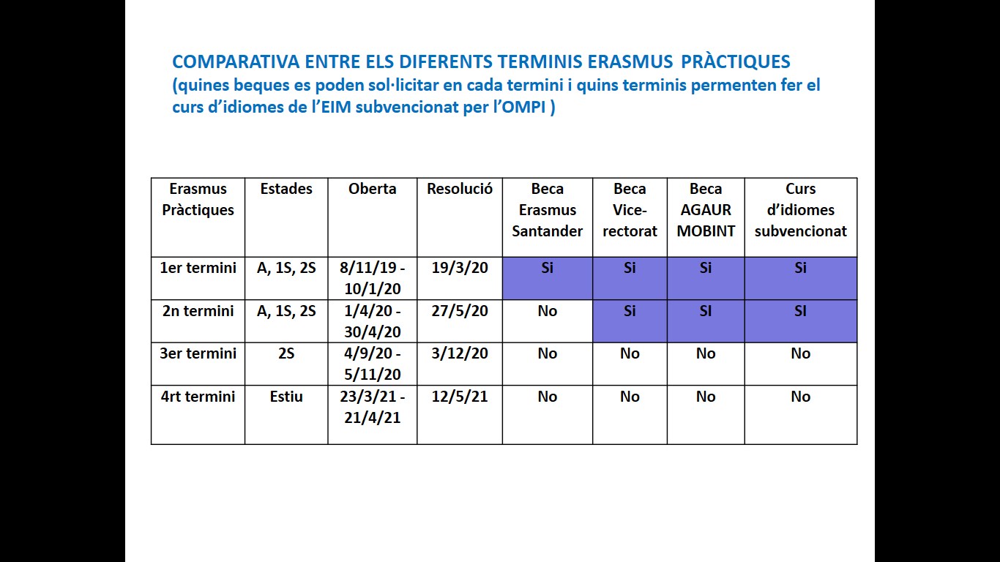 COMPARATIVA ENTRE ELS DIFERENTS TERMINIS ERASMUS PRÀCTIQUES
(quines beques es poden sol·licitar en cada termini i quins terminis permenten fer el
curs d’idiomes de l’EIM subvencionat per l’OMPI )
Erasmus Estades Oberta Resolució Beca Beca Beca Curs
Pràctiques Erasmus Vice- AGAUR d’idiomes
Santander rectorat MOBINT subvencionat
1er termini A, 1S, 2S 8/11/19 - 19/3/20 Si Si Si Si
10/1/20
2n termini A, 1S, 2S 1/4/20 - 27/5/20 No Si SI SI
30/4/20
3er termini 2S 4/9/20 - 3/12/20 No No No No
5/11/20
4rt termini Estiu 23/3/21 - 12/5/21 No No No No
21/4/21